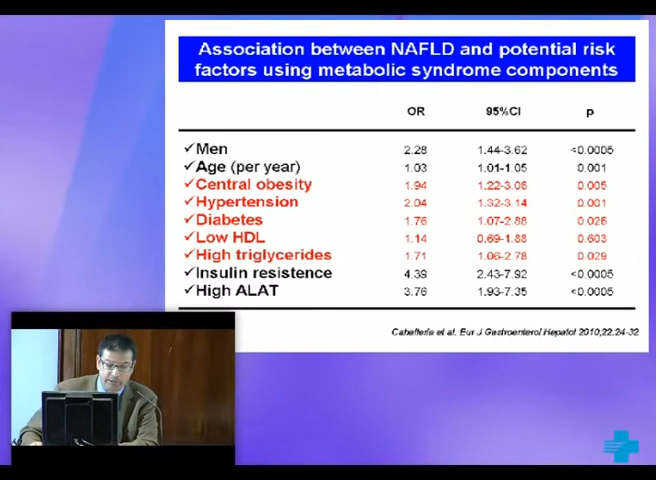 Association between NAFLD and potential risk
factors using metabolic syndrome components
OR 95%CI p
✓Men 2.28 1.44-3.62 <0.0005
✓Age (per year) 1.03 1.01-1.05 0.001
✓Central obesity 1.94 1.22-3.06 0.005
✓Hypertension 2.04 1.32-3.14 0.001
✓Diabetes 1.76 1.07-2.88 0.026
✓Low HDL 1.14 0.69-1.88 0.603
✓High triglycerides 1.71 1.06-2.78 0.029
✓Insulin resistence 4.39 2.43-7.92 <0.0005
✓High ALAT 3.76 1.93-7.35 <0.0005
Caballeria et al. Eur J Gastroenterol Hepatol 2010,22:24-32